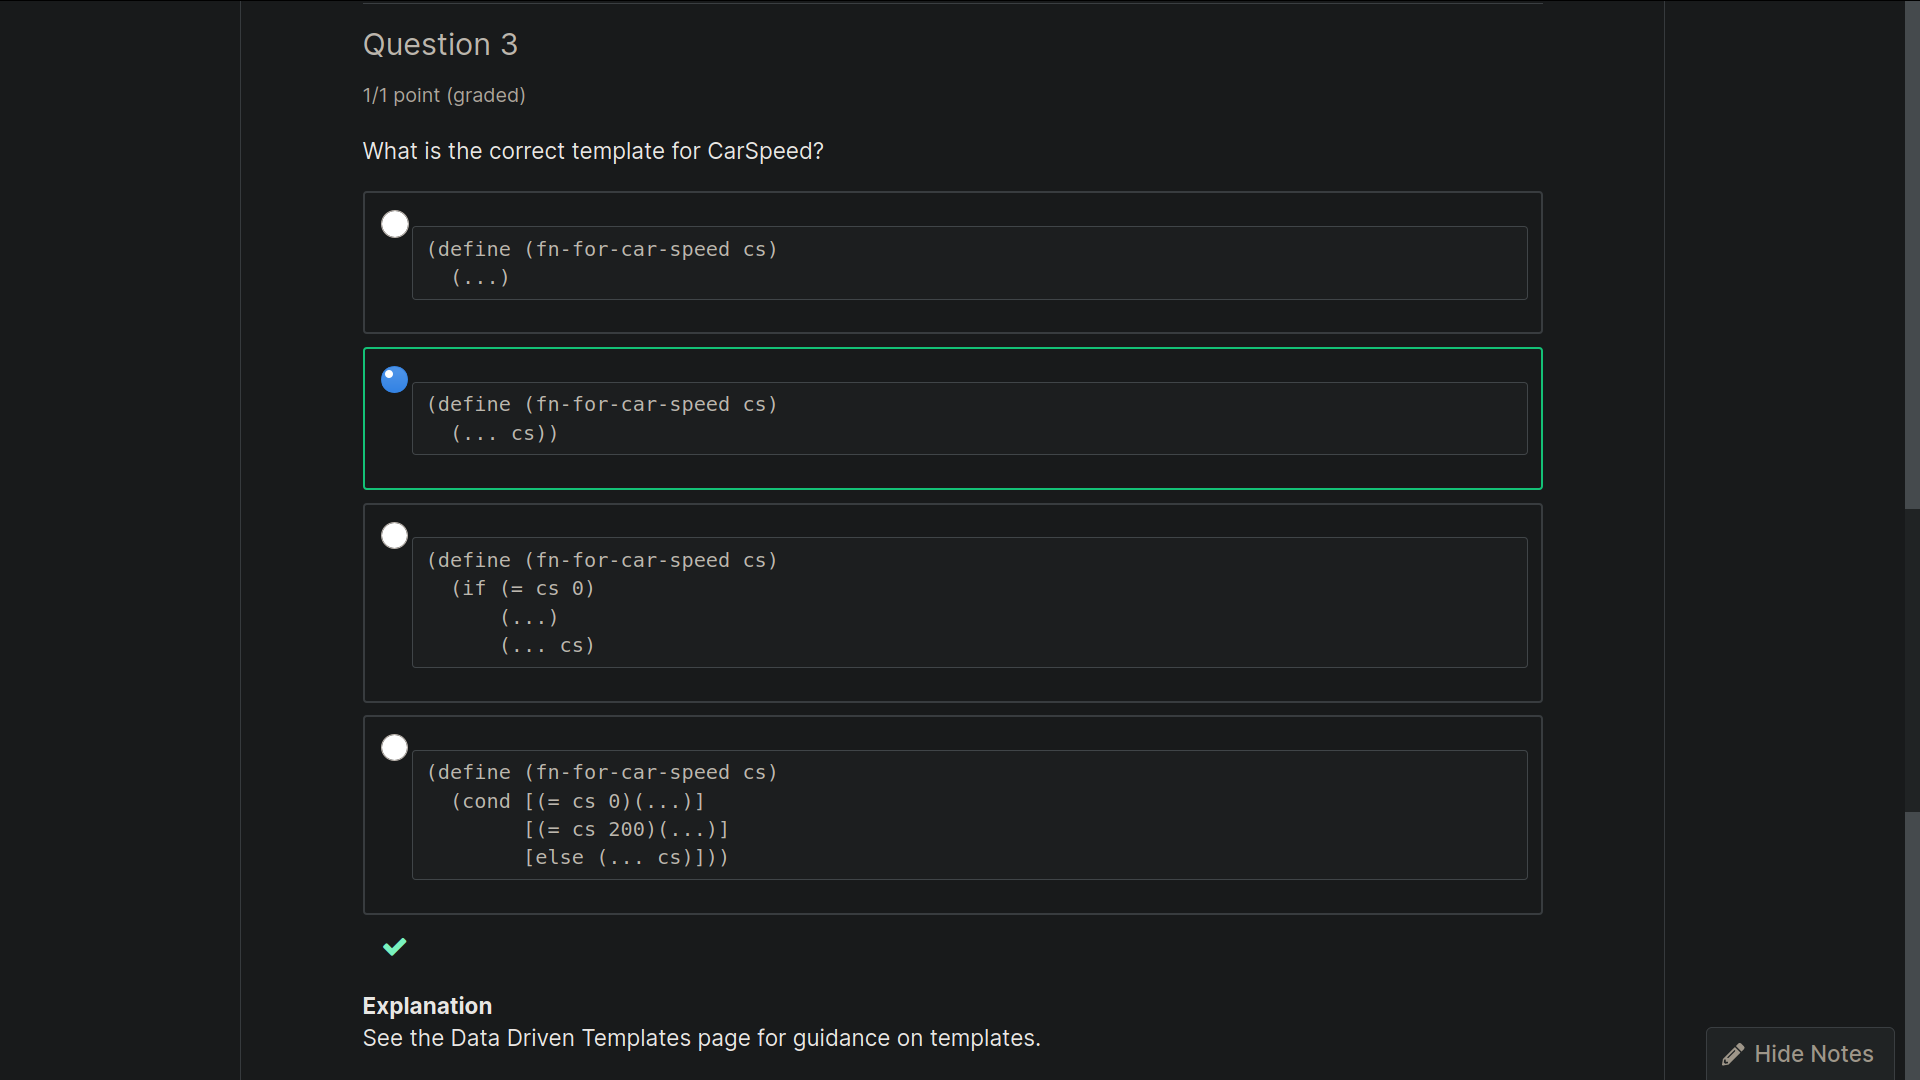 Question 3
1/1 point (graded)
What is the correct template for CarSpeed?
(define (fn-for-car-speed cs)
  (...)
(define (fn-for-car-speed cs)
  (... cs))
(define (fn-for-car-speed cs)
  (if (= cs 0)
      (...)
      (... cs)
(define (fn-for-car-speed cs)
  (cond [(= cs 0)(...)]
        [(= cs 200)(...)]
        [else (... cs)]))
Explanation
See the Data Driven Templates page for guidance on templates.
Hide Notes